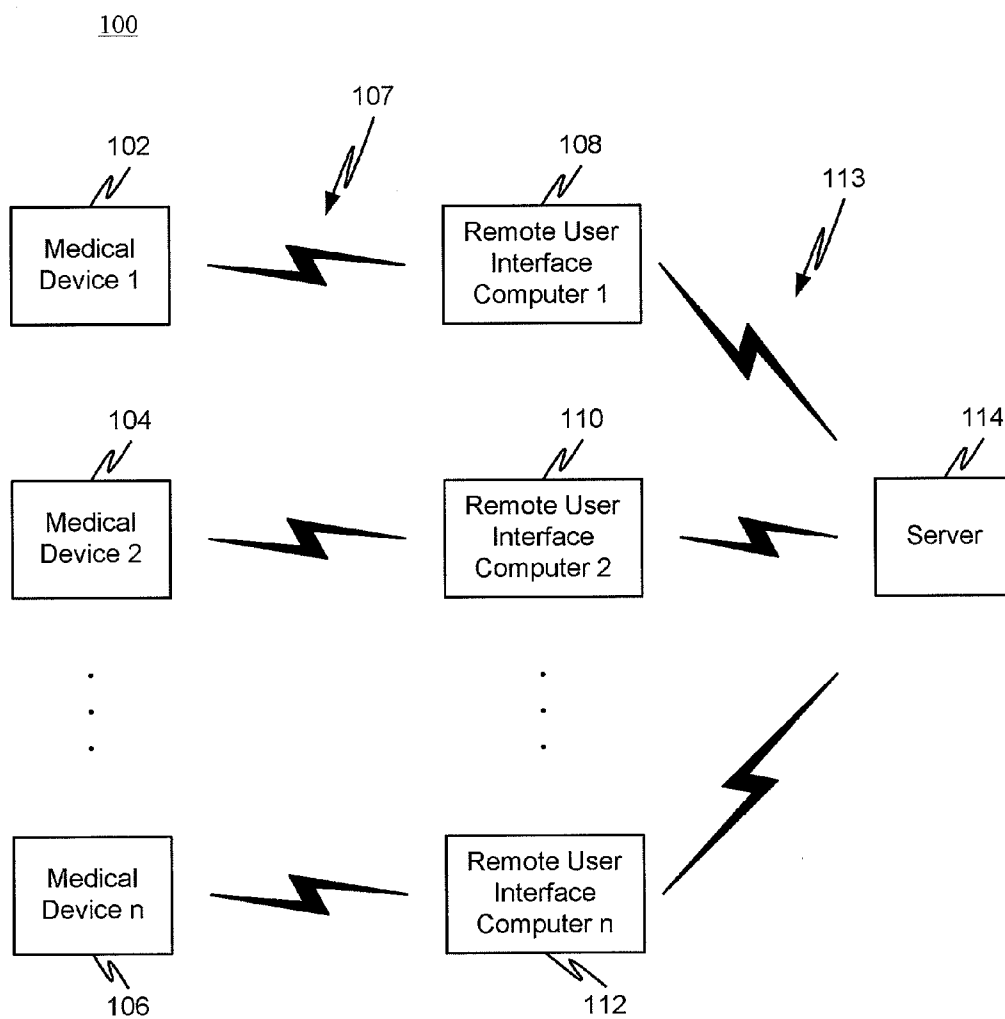 100
107
102
108
113
Medical
Device 1
Remote User
Interface
Computer 1
104
110
114
Medical
Device 2
Remote User
Interface
Computer 2
Server
Medical
Device n
Remote User
Interface
Computer n
106
112